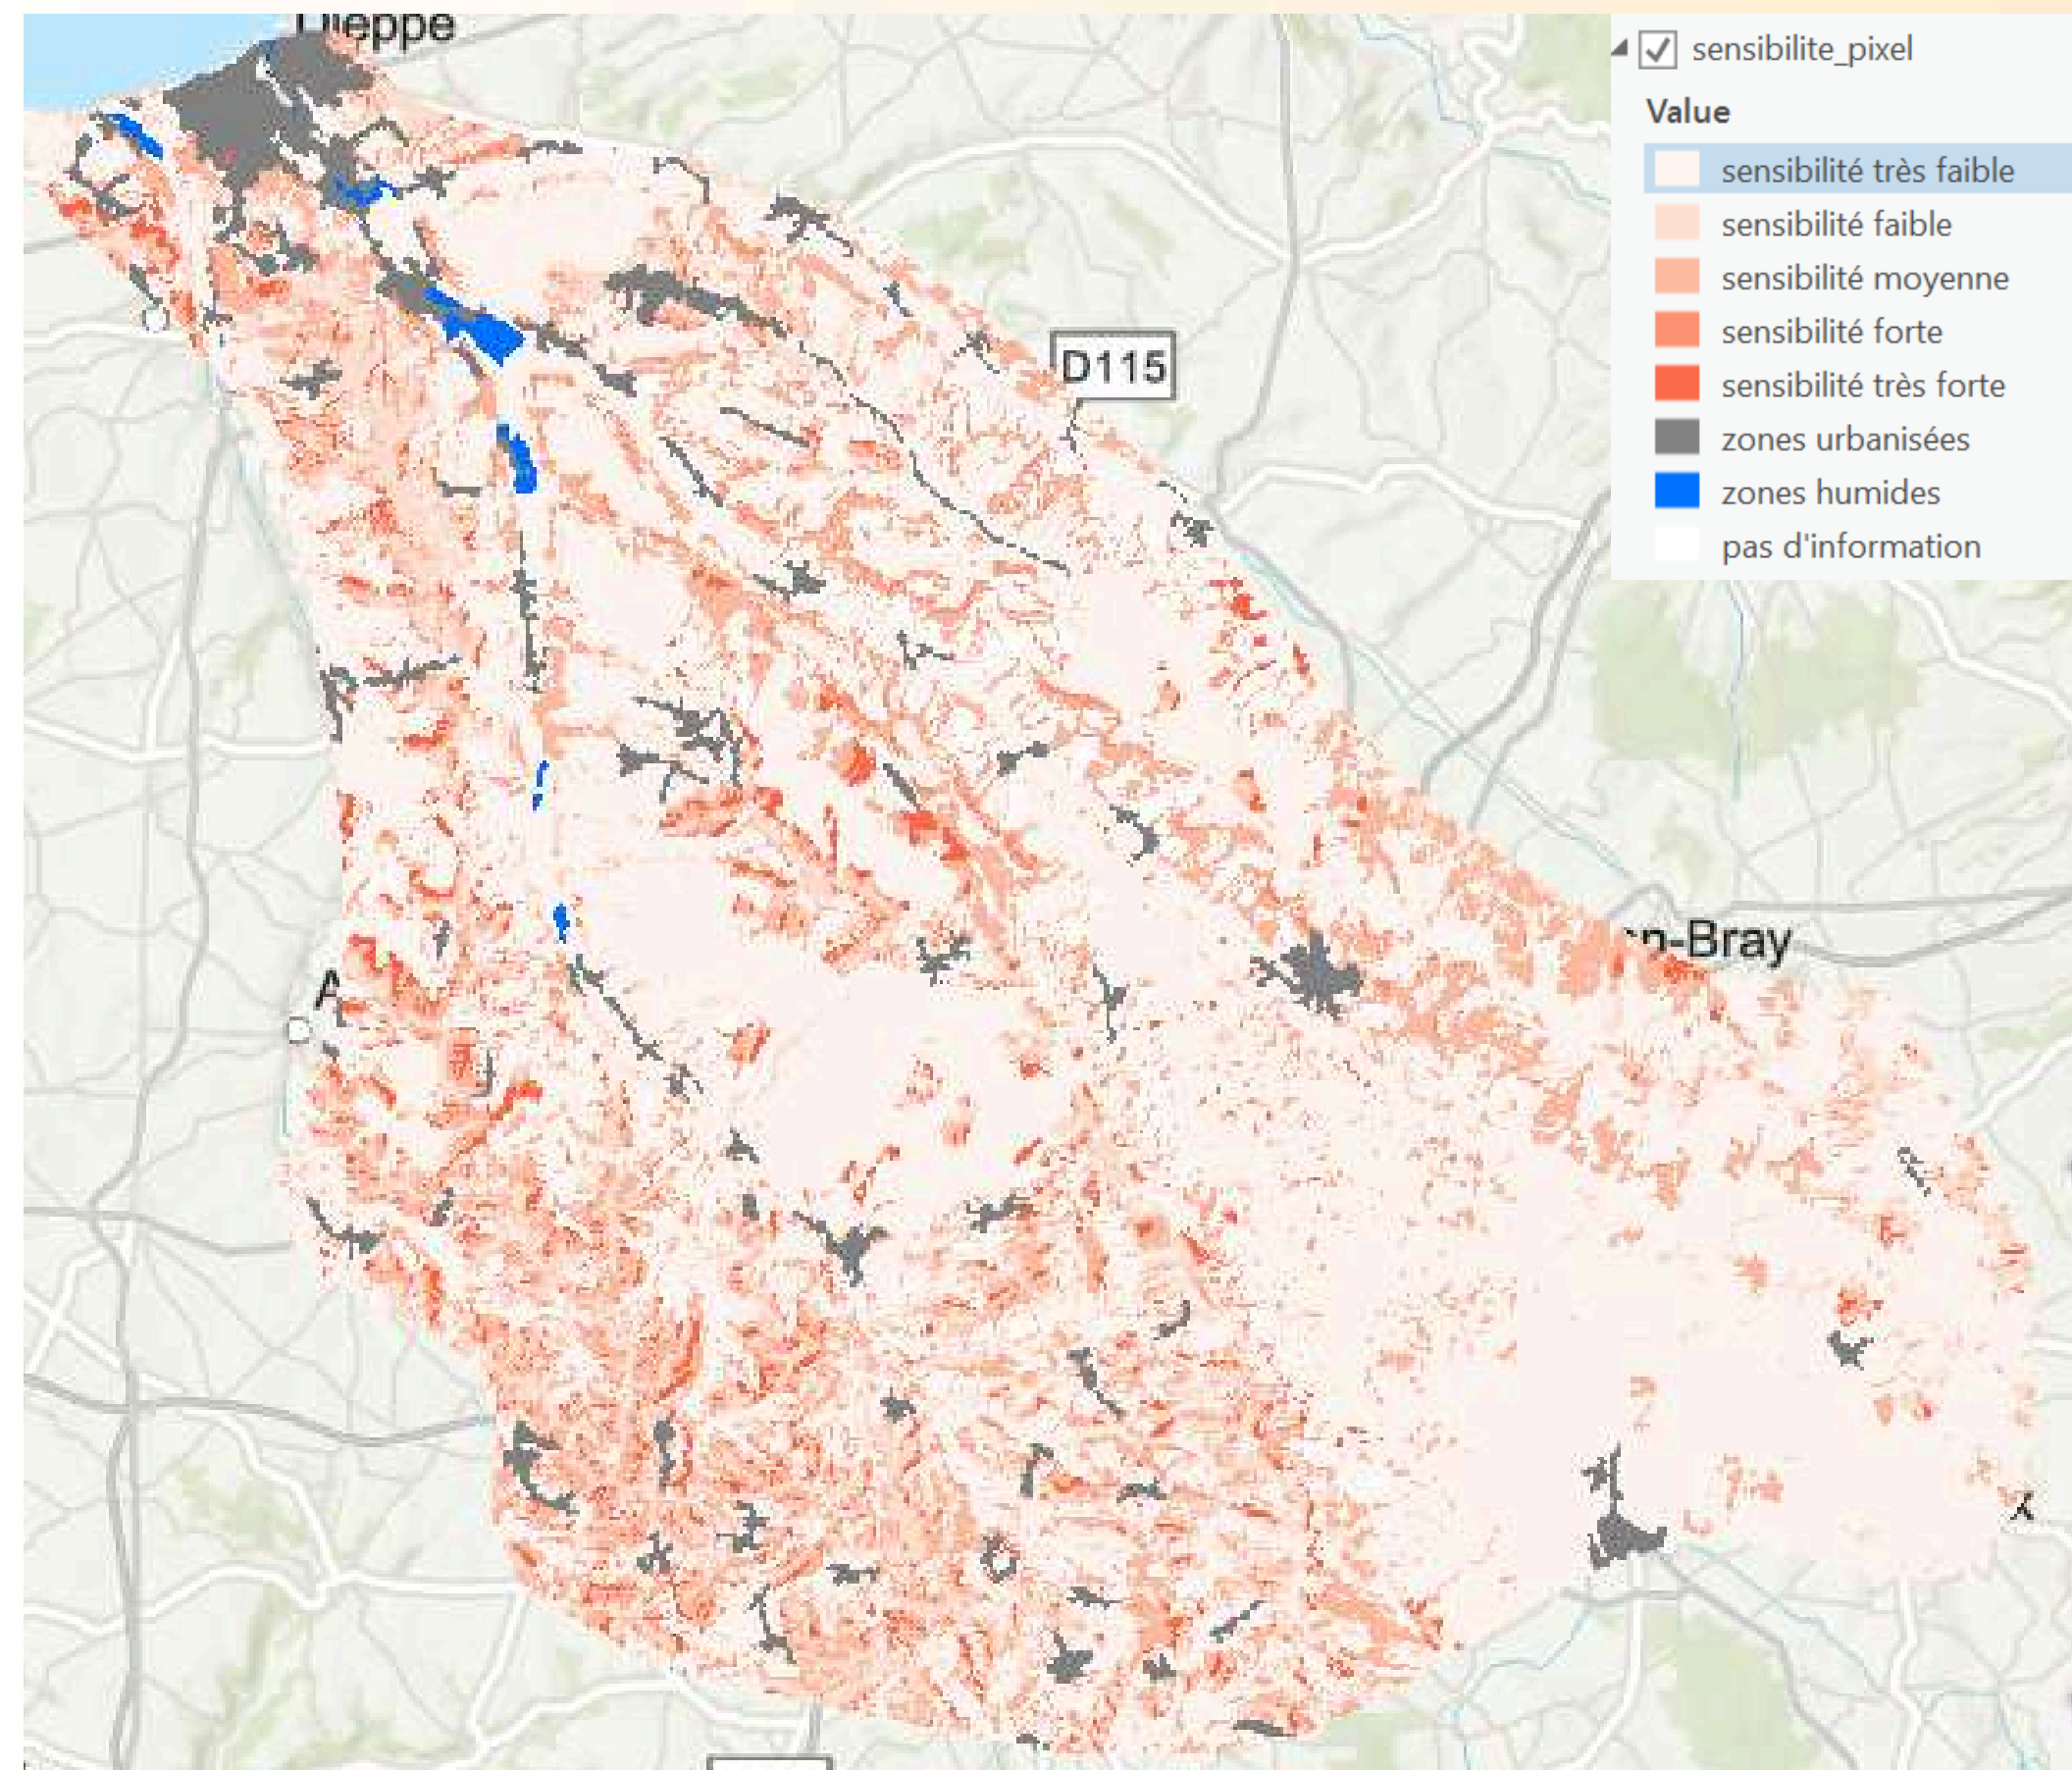 Dieppe
sensibilite_pixel
Value
sensibilité très faible
sensibilité faible
sensibilité moyenne
sensibilité forte
sensibilité très forte
zones urbanisées
zones humides
pas d'information
D115
n-Bray
A